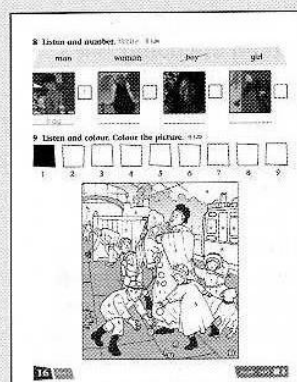 8 Listen and number.
man woman boy girl
9 Listen and colour. Colour the picture.
1 2 3 4 5 6 7 8 9
16